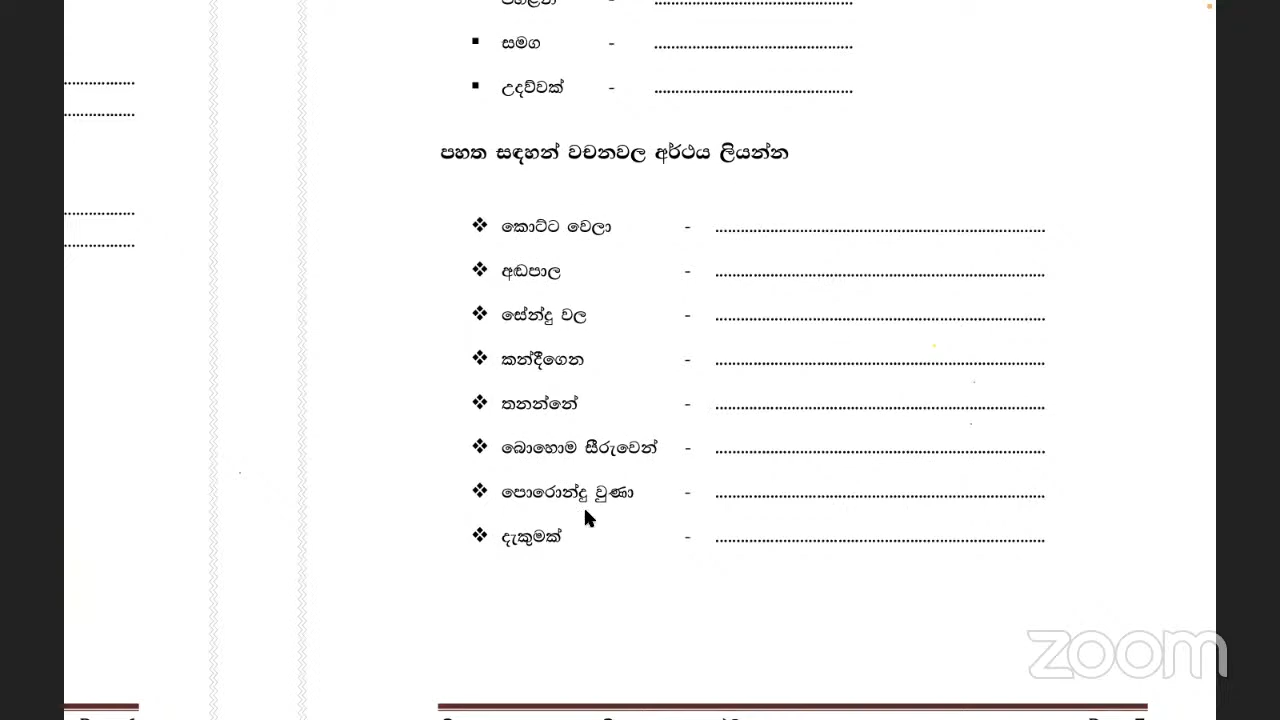 සමග - ................................................
උදව්වක් - ................................................
පහත සඳහන් වචනවල අර්ථය ලියන්න
❖ කොට්ට වෙලා - ................................................................................
❖ අඬපාල - ................................................................................
❖ සේන්දු වල - ................................................................................
❖ කන්දීගෙන - ................................................................................
❖ තනන්නේ - ................................................................................
❖ බොහොම සීරුවෙන් - ................................................................................
❖ පොරොන්දු වුණා - ................................................................................
❖ දැකුමක් - ................................................................................
zoom